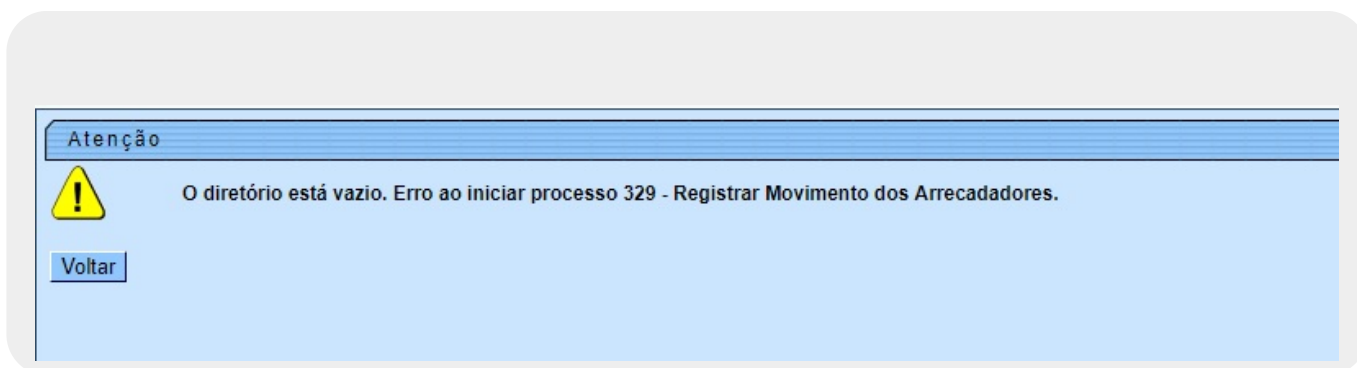 Atenção
O diretório está vazio. Erro ao iniciar processo 329 - Registrar Movimento dos Arrecadadores.
Voltar